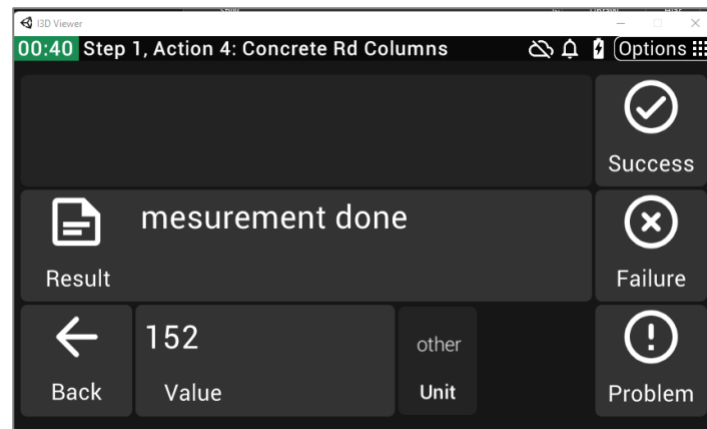 I3D Viewer
00:40 Step 1, Action 4: Concrete Rd Columns
Options
Success
mesurement done
Result
Failure
152
other
Back
Value
Unit
Problem